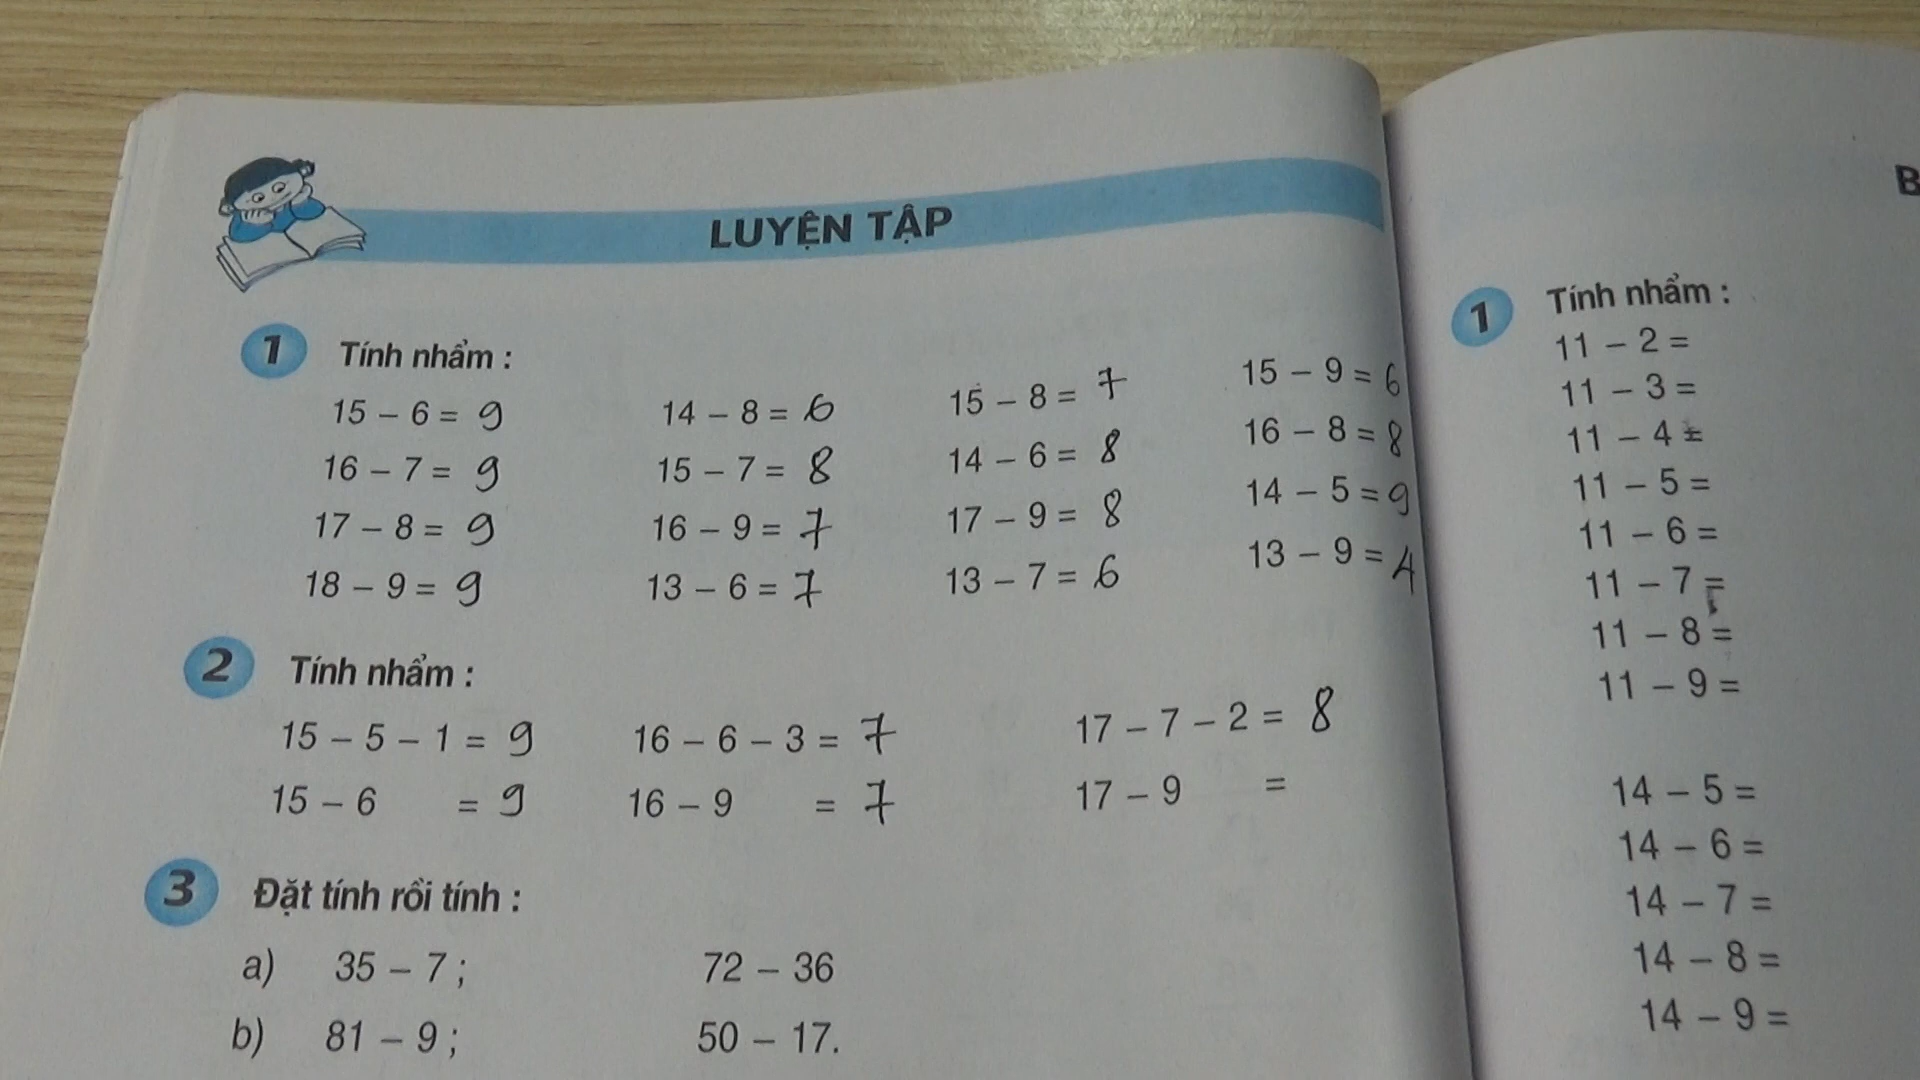 LUYỆN TẬP
1 Tính nhẩm :
15 – 6 = 9 14 – 8 = 6 15 – 8 = 7 15 – 9 = 6
16 – 7 = 9 15 – 7 = 8 14 – 6 = 8 16 – 8 = 8
17 – 8 = 9 16 – 9 = 7 17 – 9 = 8 14 – 5 = 9
18 – 9 = 9 13 – 6 = 7 13 – 7 = 6 13 – 9 = 4
2 Tính nhẩm :
15 – 5 – 1 = 9 16 – 6 – 3 = 7 17 – 7 – 2 = 8
15 – 6 = 9 16 – 9 = 7 17 – 9 =
3 Đặt tính rồi tính :
a) 35 – 7 ; 72 – 36
b) 81 – 9 ; 50 – 17.
B
1 Tính nhẩm :
11 – 2 =
11 – 3 =
11 – 4 =
11 – 5 =
11 – 6 =
11 – 7 =
11 – 8 =
11 – 9 =
14 – 5 =
14 – 6 =
14 – 7 =
14 – 8 =
14 – 9 =